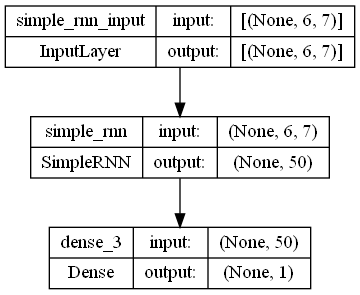 simple_rnn_input input: [(None, 6, 7)]
InputLayer output: [(None, 6, 7)]
simple_rnn input: (None, 6, 7)
SimpleRNN output: (None, 50)
dense_3 input: (None, 50)
Dense output: (None, 1)